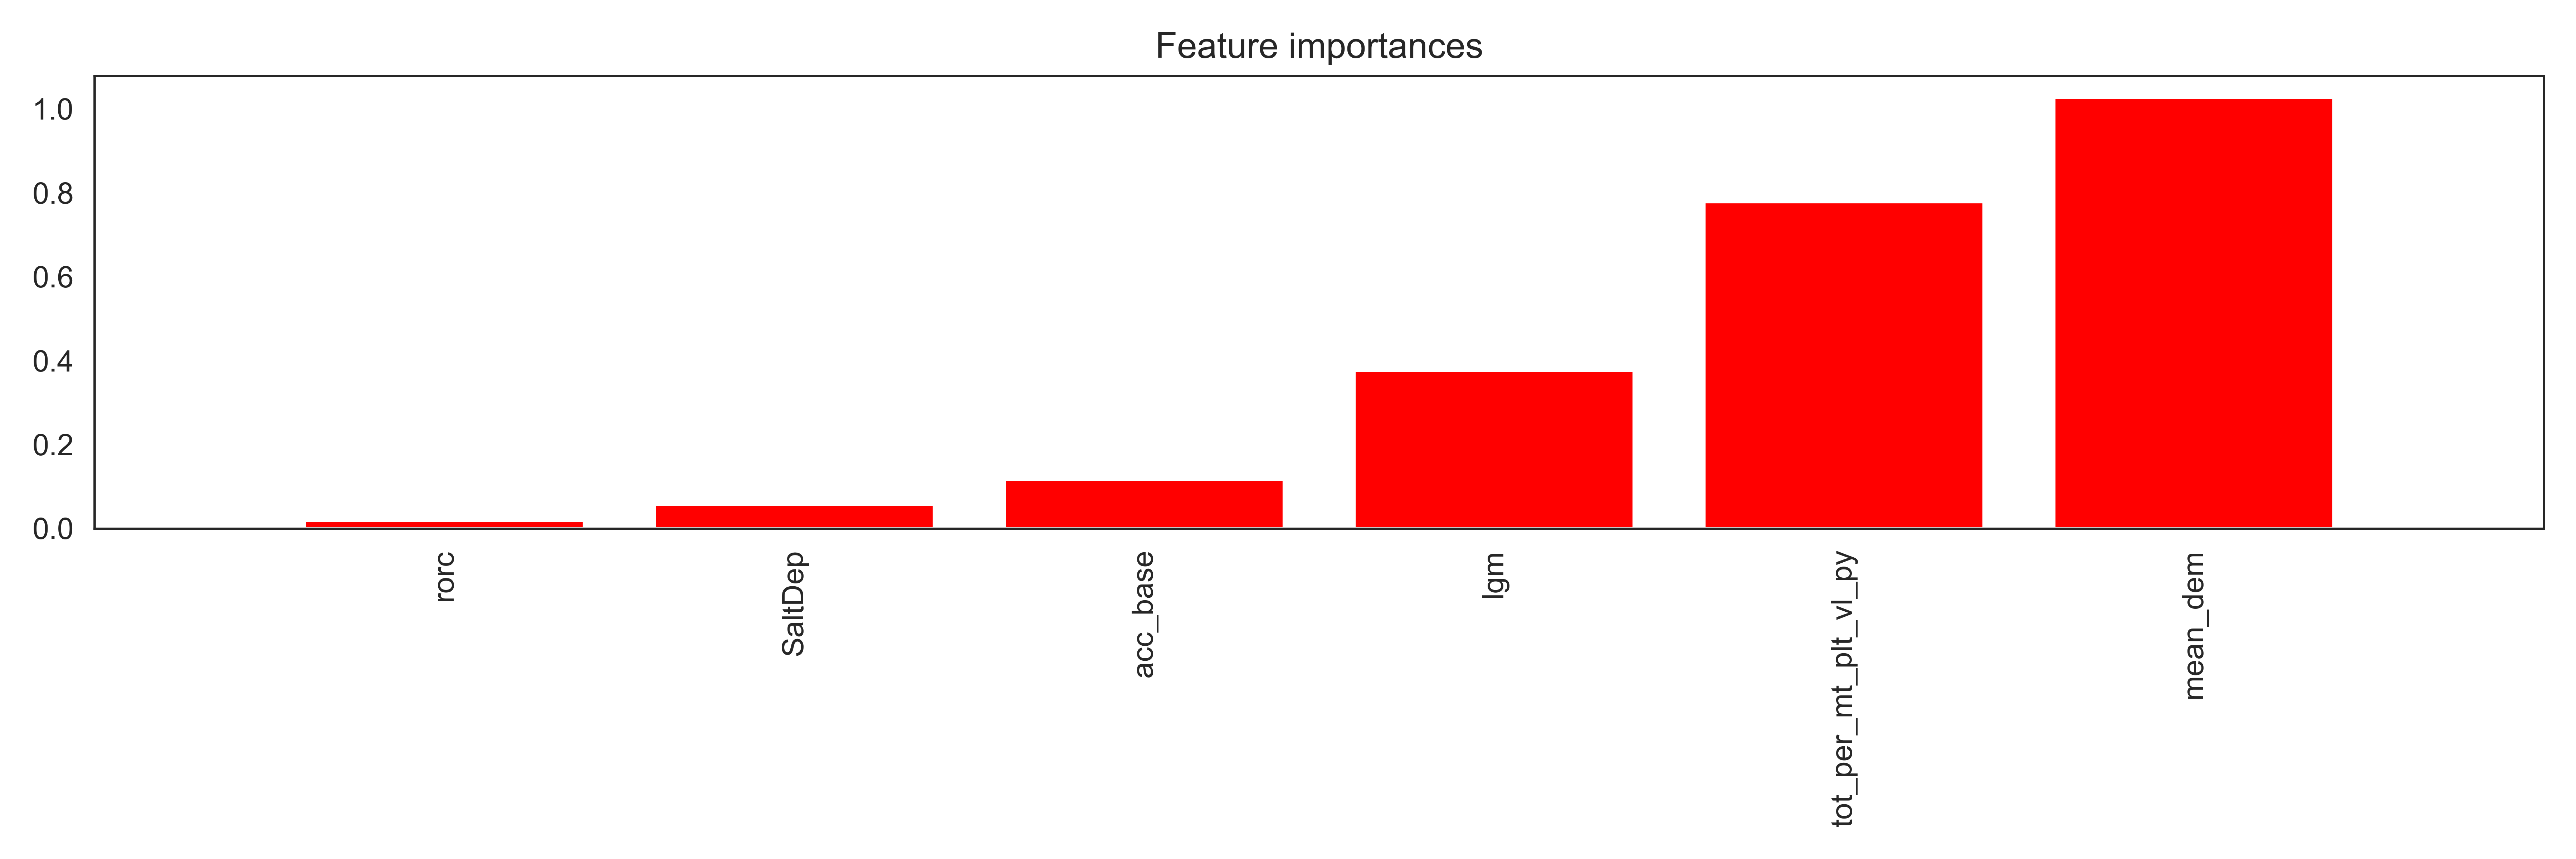 Feature importances
1.0
0.8
0.6
0.4
0.2
0.0
rorc
SaltDep
acc_base
lgm
tot_per_mt_plt_vl_py
mean_dem